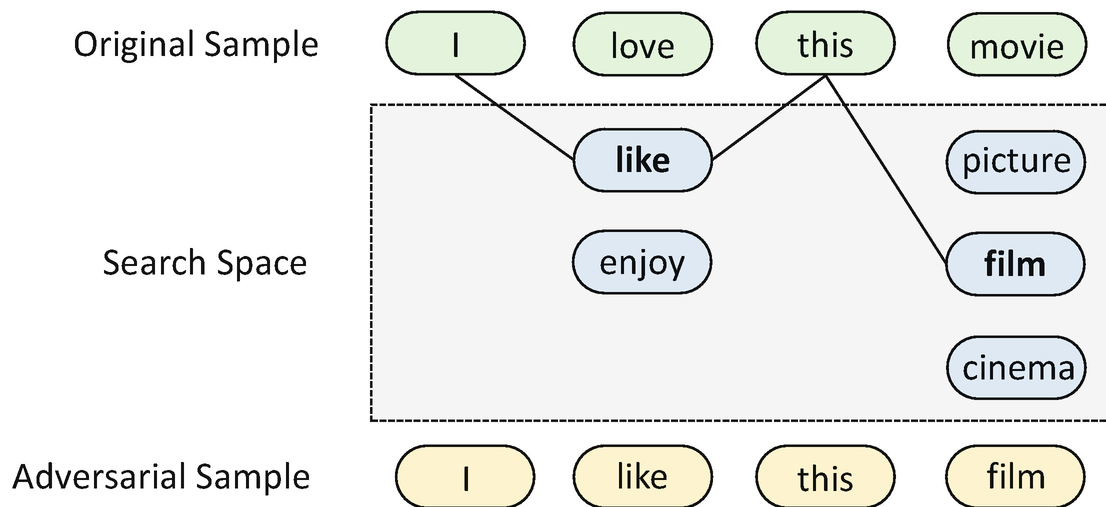 Original Sample I love this movie
like picture
Search Space enjoy film
cinema
Adversarial Sample I like this film